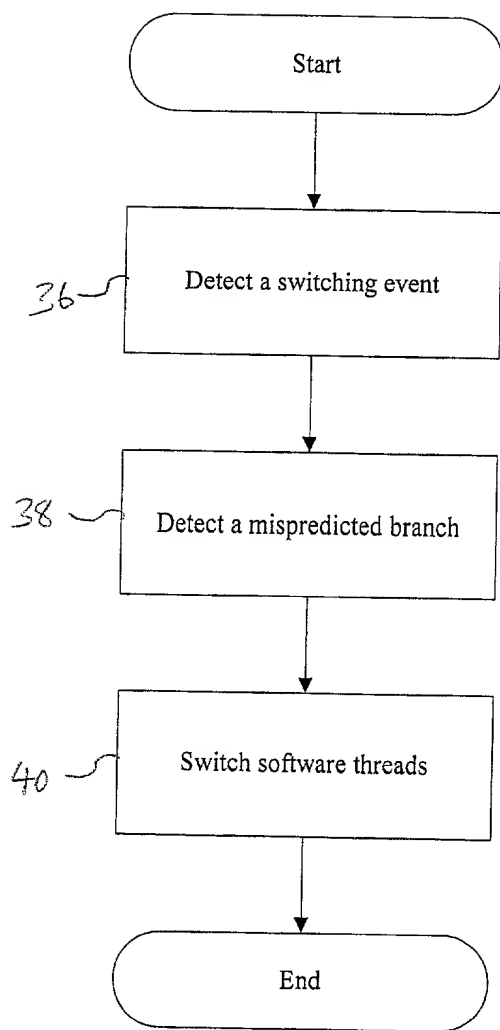 Start
36 Detect a switching event
38 Detect a mispredicted branch
40 Switch software threads
End